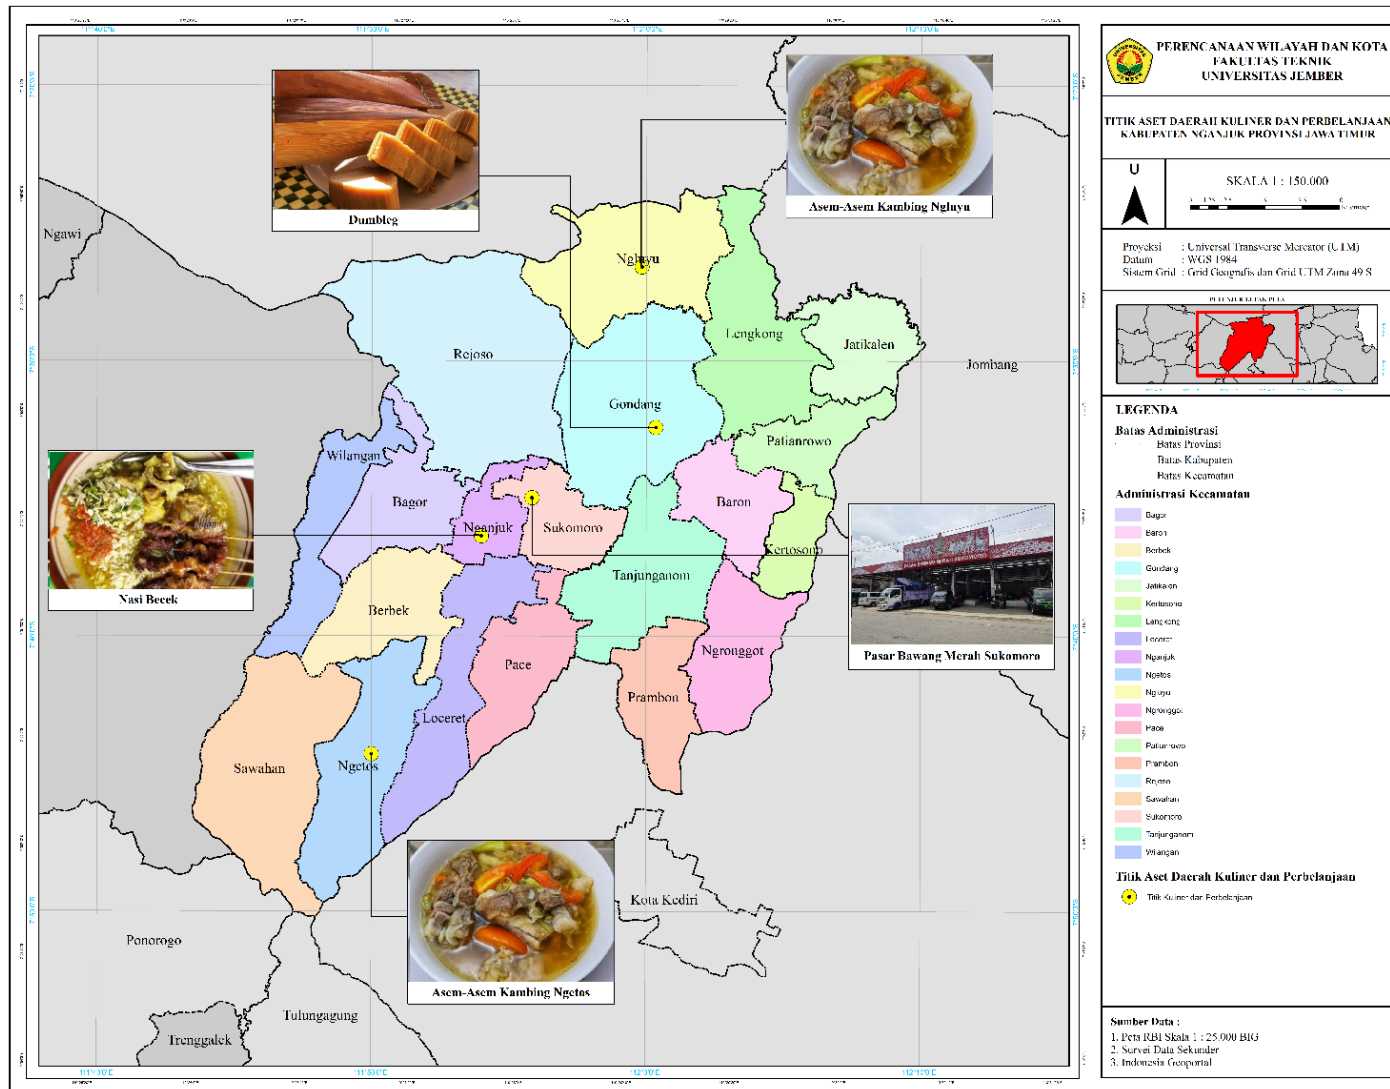 PERENCANAAN WILAYAH DAN KOTA
FAKULTAS TEKNIK
UNIVERSITAS JEMBER
TITIK ASET DAERAH KULINER DAN PERBELANJAAN
KABUPATEN NGANJUK PROVINSI JAWA TIMUR
U
SKALA 1 : 150.000
Proyeksi : Universal Transverse Mercator (UTM)
Datum : WGS 1984
Sistem Grid : Grid Geografis dan Grid UTM Zona 49 S
PETUNJUK LETAK PETA
LEGENDA
Batas Administrasi
Batas Provinsi
Batas Kabupaten
Batas Kecamatan
Administrasi Kecamatan
Bagor
Baron
Berbek
Gondang
Jatikalen
Kertosono
Lengkong
Loceret
Nganjuk
Ngetos
Ngluyu
Ngronggot
Pace
Patianrowo
Prambon
Rejoso
Sawahan
Sukomoro
Tanjunganom
Wilangan
Titik Aset Daerah Kuliner dan Perbelanjaan
Titik Kuliner dan Perbelanjaan
Sumber Data :
1. Peta RBI Skala 1 : 25.000 BIG
2. Survei Data Sekunder
3. Indonesia Geoportal
Dumbleg
Asem-Asem Kambing Ngluyu
Nasi Becek
Pasar Bawang Merah Sukomoro
Asem-Asem Kambing Ngetos
Ngawi
Ngluyu
Lengkong
Jatikalen
Jombang
Rejoso
Gondang
Patianrowo
Wilangan
Bagor
Nganjuk
Sukomoro
Baron
Kertosono
Tanjunganom
Berbek
Pace
Ngronggot
Prambon
Loceret
Sawahan
Ngetos
Kota Kediri
Ponorogo
Tulungagung
Trenggalek